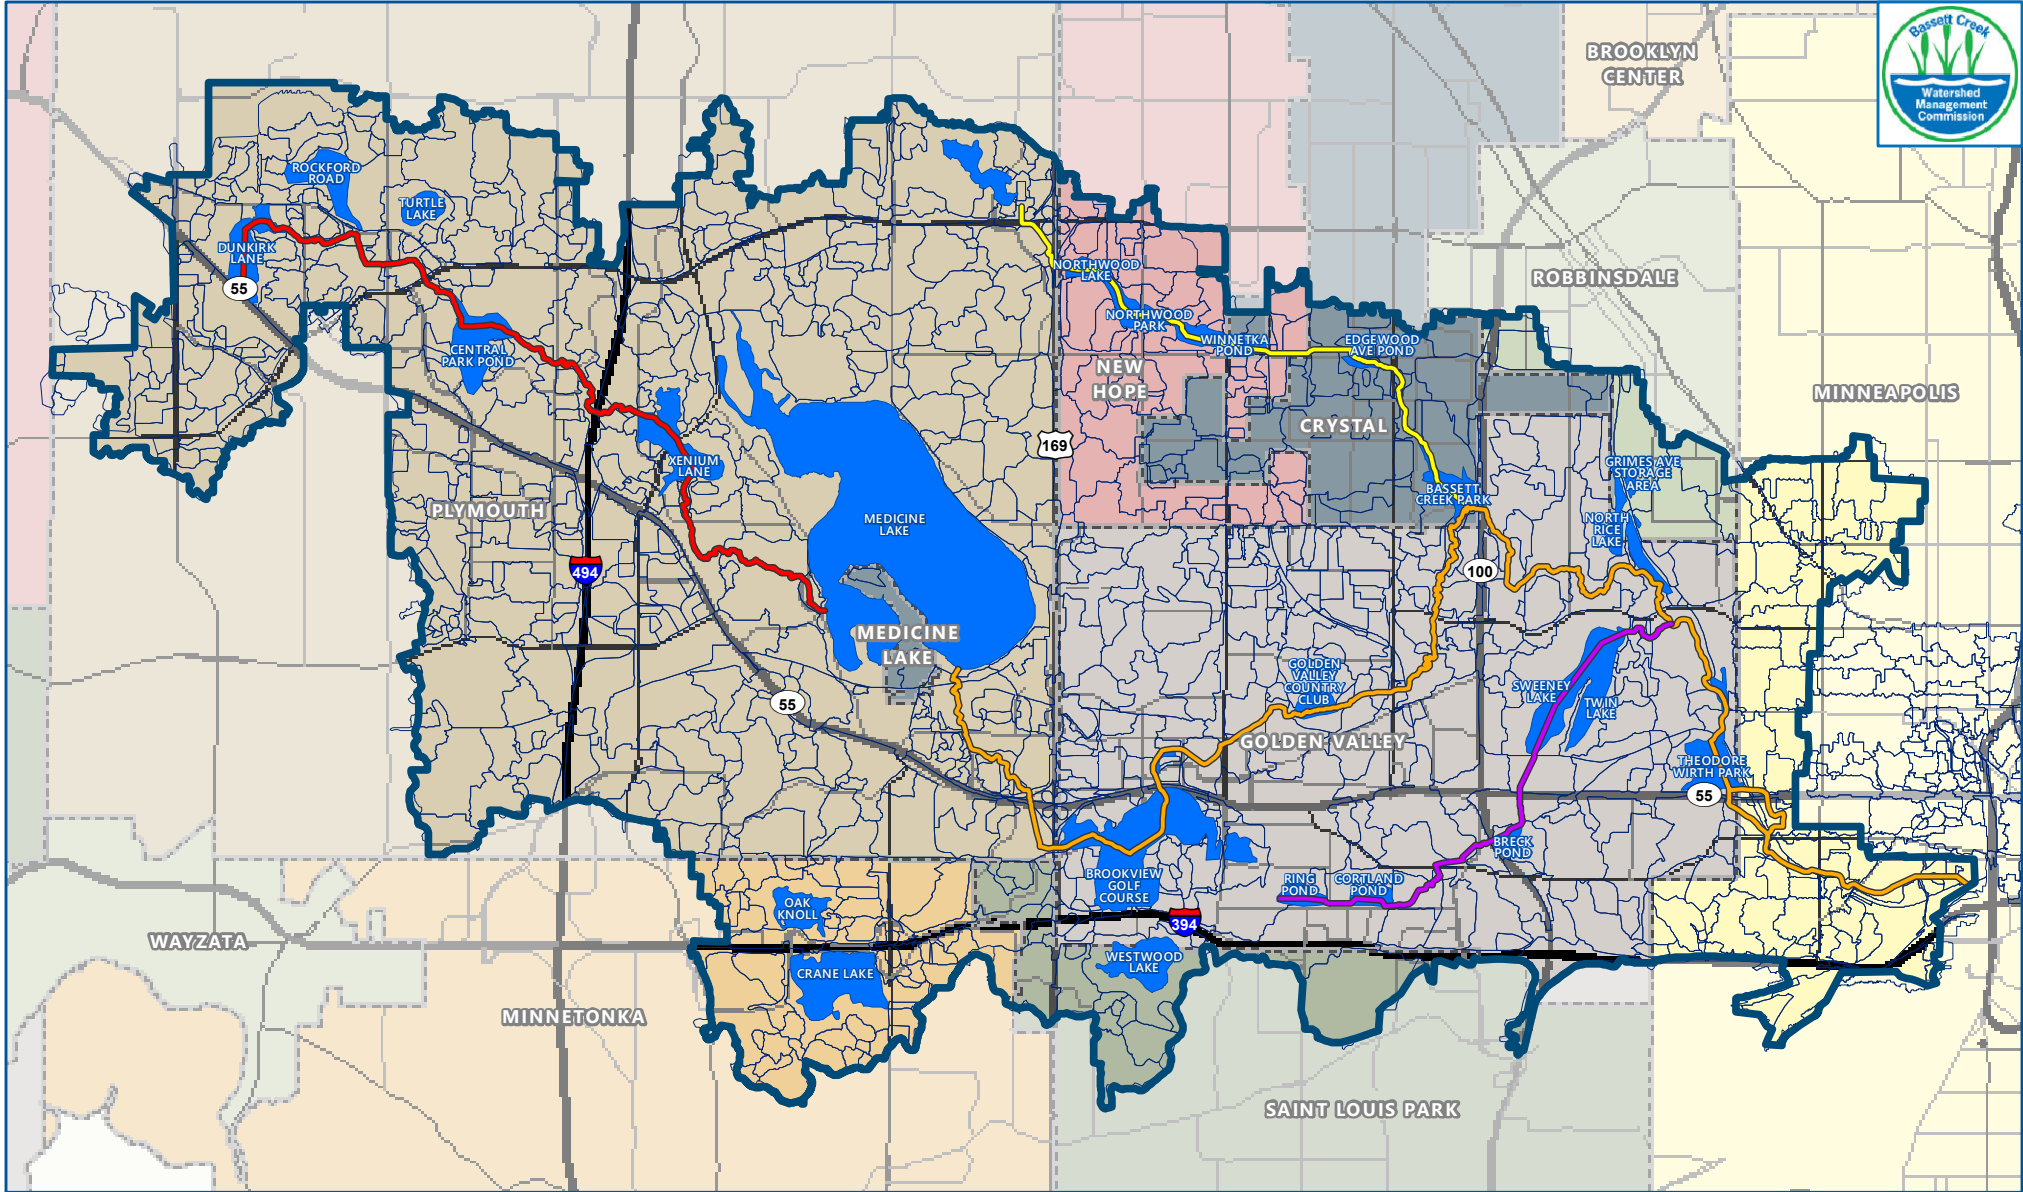 Bassett Creek
Watershed
Management
Commission
BROOKLYN
CENTER
ROCKFORD
ROAD
TURTLE
LAKE
DUNKIRK
LANE
55
NORTHWOOD
LAKE
ROBBINSDALE
NORTHWOOD
PARK
WINNETKA
POND
EDGEWOOD
AVE POND
CENTRAL
PARK POND
NEW
HOPE
MINNEAPOLIS
CRYSTAL
169
XENIUM
LANE
GRIMES AVE
STORAGE
AREA
BASSETT
CREEK PARK
PLYMOUTH
MEDICINE
LAKE
NORTH
RICE
LAKE
494
100
MEDICINE
LAKE
GOLDEN
VALLEY
COUNTRY
CLUB
SWEENEY
LAKE
TWIN
LAKE
55
GOLDEN VALLEY
THEODORE
WIRTH PARK
55
BRECK
POND
BROOKVIEW
GOLF
COURSE
RING
POND
CORTLAND
POND
OAK
KNOLL
394
WAYZATA
WESTWOOD
LAKE
CRANE LAKE
MINNETONKA
SAINT LOUIS PARK